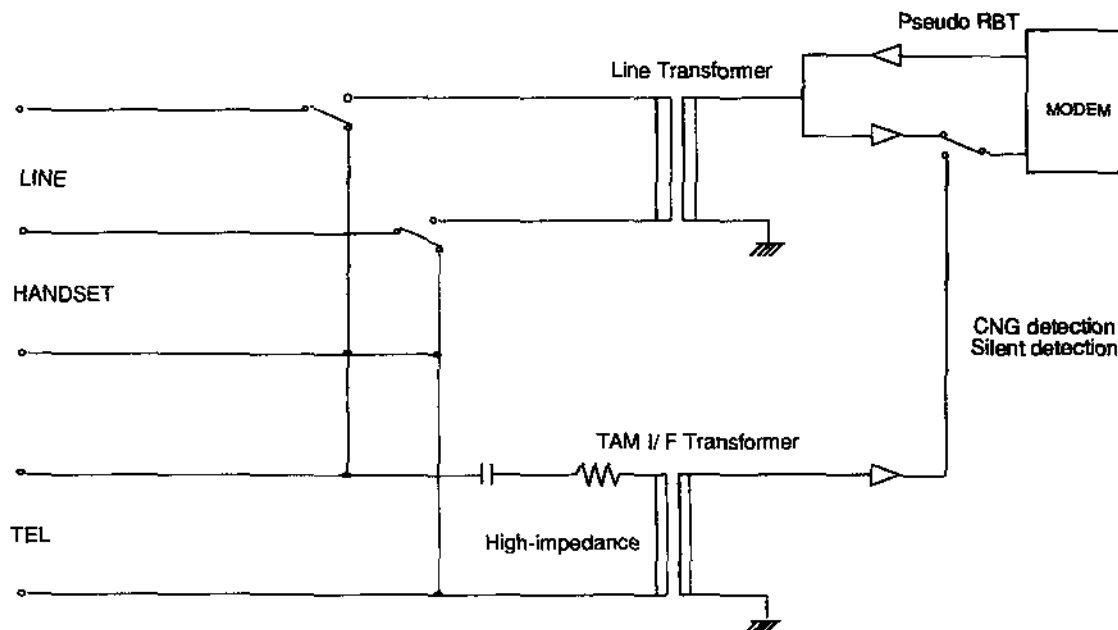 Pseudo RBT
Line Transformer
MODEM
LINE
HANDSET
CNG detection
Silent detection
TAM I/ F Transformer
TEL
High-impedance